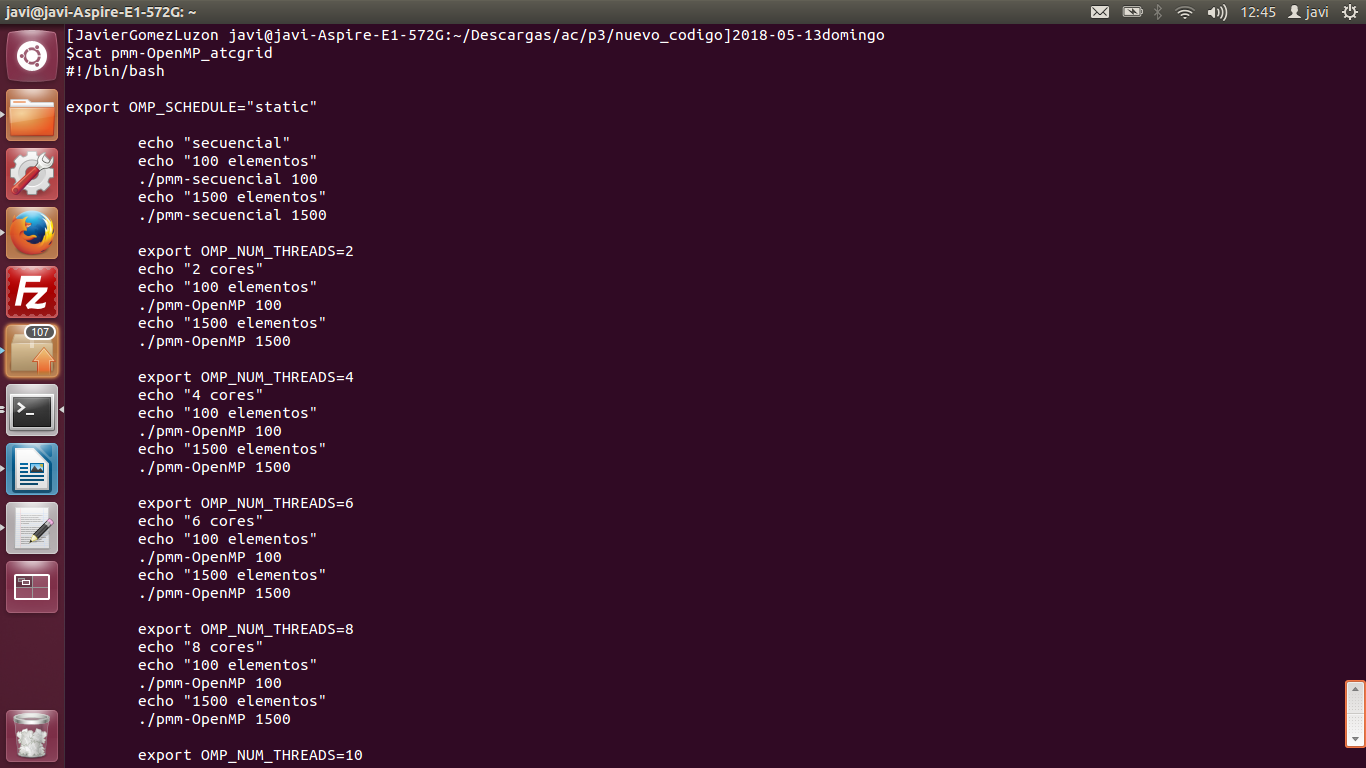 javi@javi-Aspire-E1-572G: ~
12:45 javi
[JavierGomezLuzon javi@javi-Aspire-E1-572G:~/Descargas/ac/p3/nuevo_codigo]2018-05-13domingo
$cat pmm-OpenMP_atcgrid
#!/bin/bash
export OMP_SCHEDULE="static"
echo "secuencial"
echo "100 elementos"
./pmm-secuencial 100
echo "1500 elementos"
./pmm-secuencial 1500
export OMP_NUM_THREADS=2
echo "2 cores"
echo "100 elementos"
./pmm-OpenMP 100
echo "1500 elementos"
./pmm-OpenMP 1500
export OMP_NUM_THREADS=4
echo "4 cores"
echo "100 elementos"
./pmm-OpenMP 100
echo "1500 elementos"
./pmm-OpenMP 1500
export OMP_NUM_THREADS=6
echo "6 cores"
echo "100 elementos"
./pmm-OpenMP 100
echo "1500 elementos"
./pmm-OpenMP 1500
export OMP_NUM_THREADS=8
echo "8 cores"
echo "100 elementos"
./pmm-OpenMP 100
echo "1500 elementos"
./pmm-OpenMP 1500
export OMP_NUM_THREADS=10
Fz
107
>_